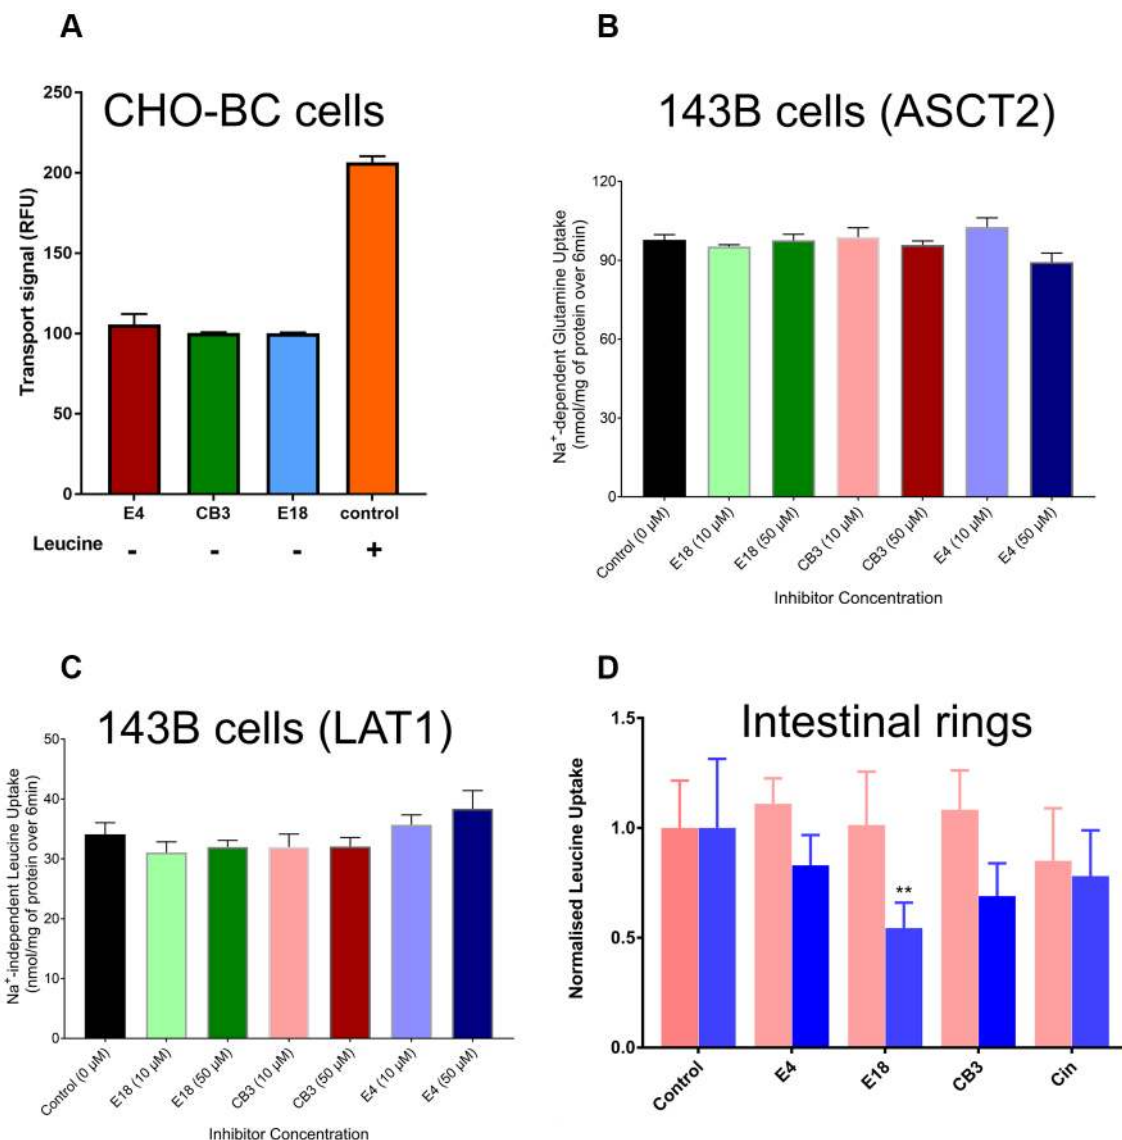 A
CHO-BC cells
Transport signal (RFU)
250
200
150
100
50
0
E4 CB3 E18 control
Leucine - - - +
B
143B cells (ASCT2)
Na⁺-dependent Glutamine Uptake
(nmol/mg of protein over 6min)
120
90
60
30
0
Control (0 µM) E18 (10 µM) E18 (50 µM) CB3 (10 µM) CB3 (50 µM) E4 (10 µM) E4 (50 µM)
Inhibitor Concentration
C
143B cells (LAT1)
Na⁺-independent Leucine Uptake
(nmol/mg of protein over 6min)
50
40
30
20
10
0
Control (0 µM) E18 (10 µM) E18 (50 µM) CB3 (10 µM) CB3 (50 µM) E4 (10 µM) E4 (50 µM)
Inhibitor Concentration
D
Intestinal rings
Normalised Leucine Uptake
1.5
1.0
0.5
0.0
**
Control E4 E18 CB3 Cin